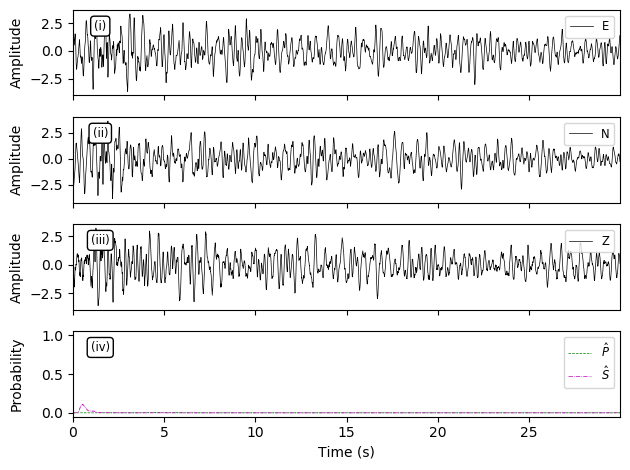 (i)
E
Amplitude
2.5
0.0
−2.5
(ii)
N
Amplitude
2.5
0.0
−2.5
(iii)
Z
Amplitude
2.5
0.0
−2.5
(iv)
P̂
Ŝ
Probability
1.0
0.5
0.0
0 5 10 15 20 25
Time (s)